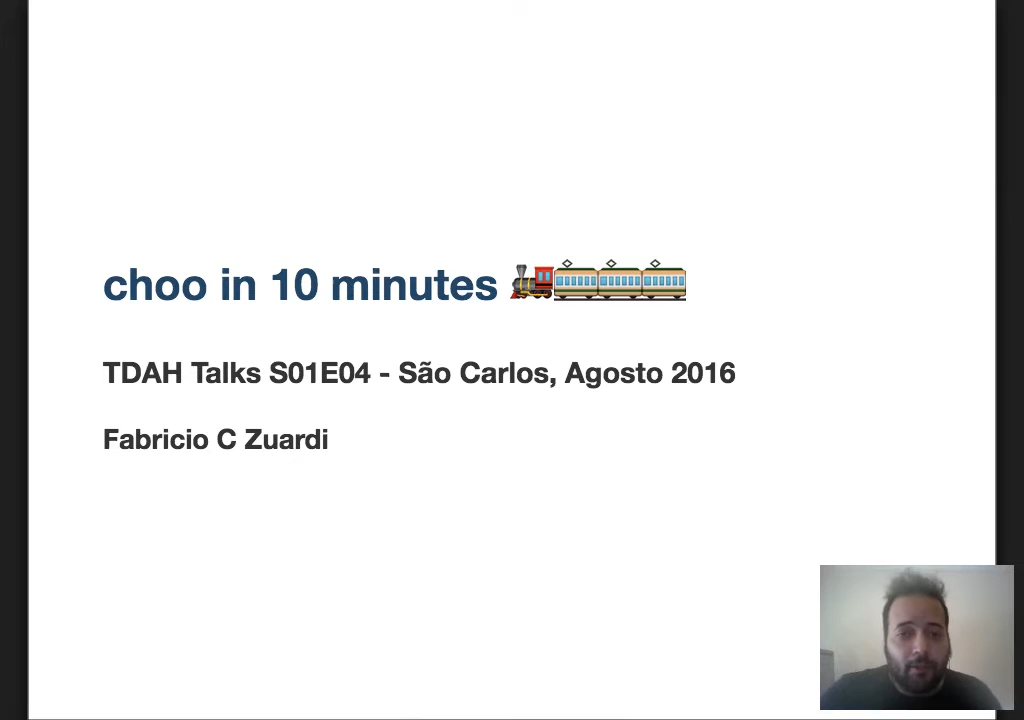 choo in 10 minutes 🚂🚋🚋🚋
TDAH Talks S01E04 - São Carlos, Agosto 2016
Fabricio C Zuardi